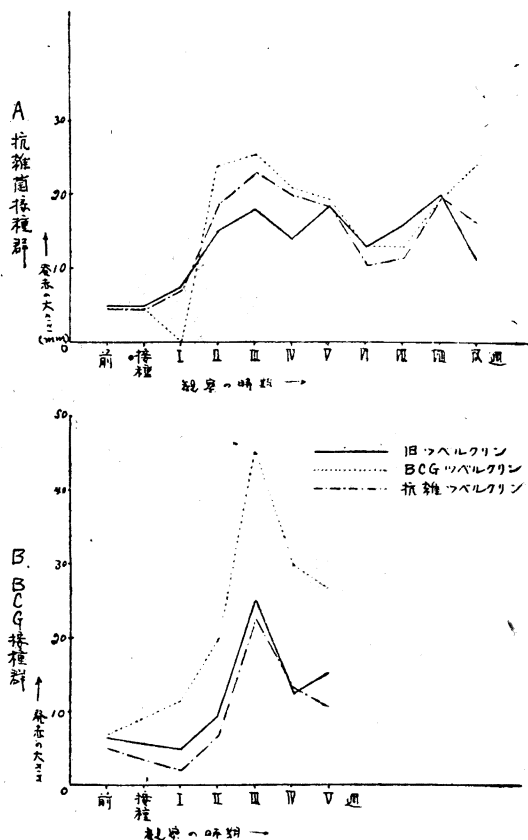 A 抗雑菌接種群
発赤の大きさ
(mm)
30
20
10
0
前 接種 I II III IV V VI VII VIII IX 週
観察の時期 →
旧ツベルクリン
BCGツベルクリン
抗雑ツベルクリン
B. BCG接種群
発赤の大きさ
50
40
30
20
10
0
前 接種 I II III IV V 週
観察の時期 →